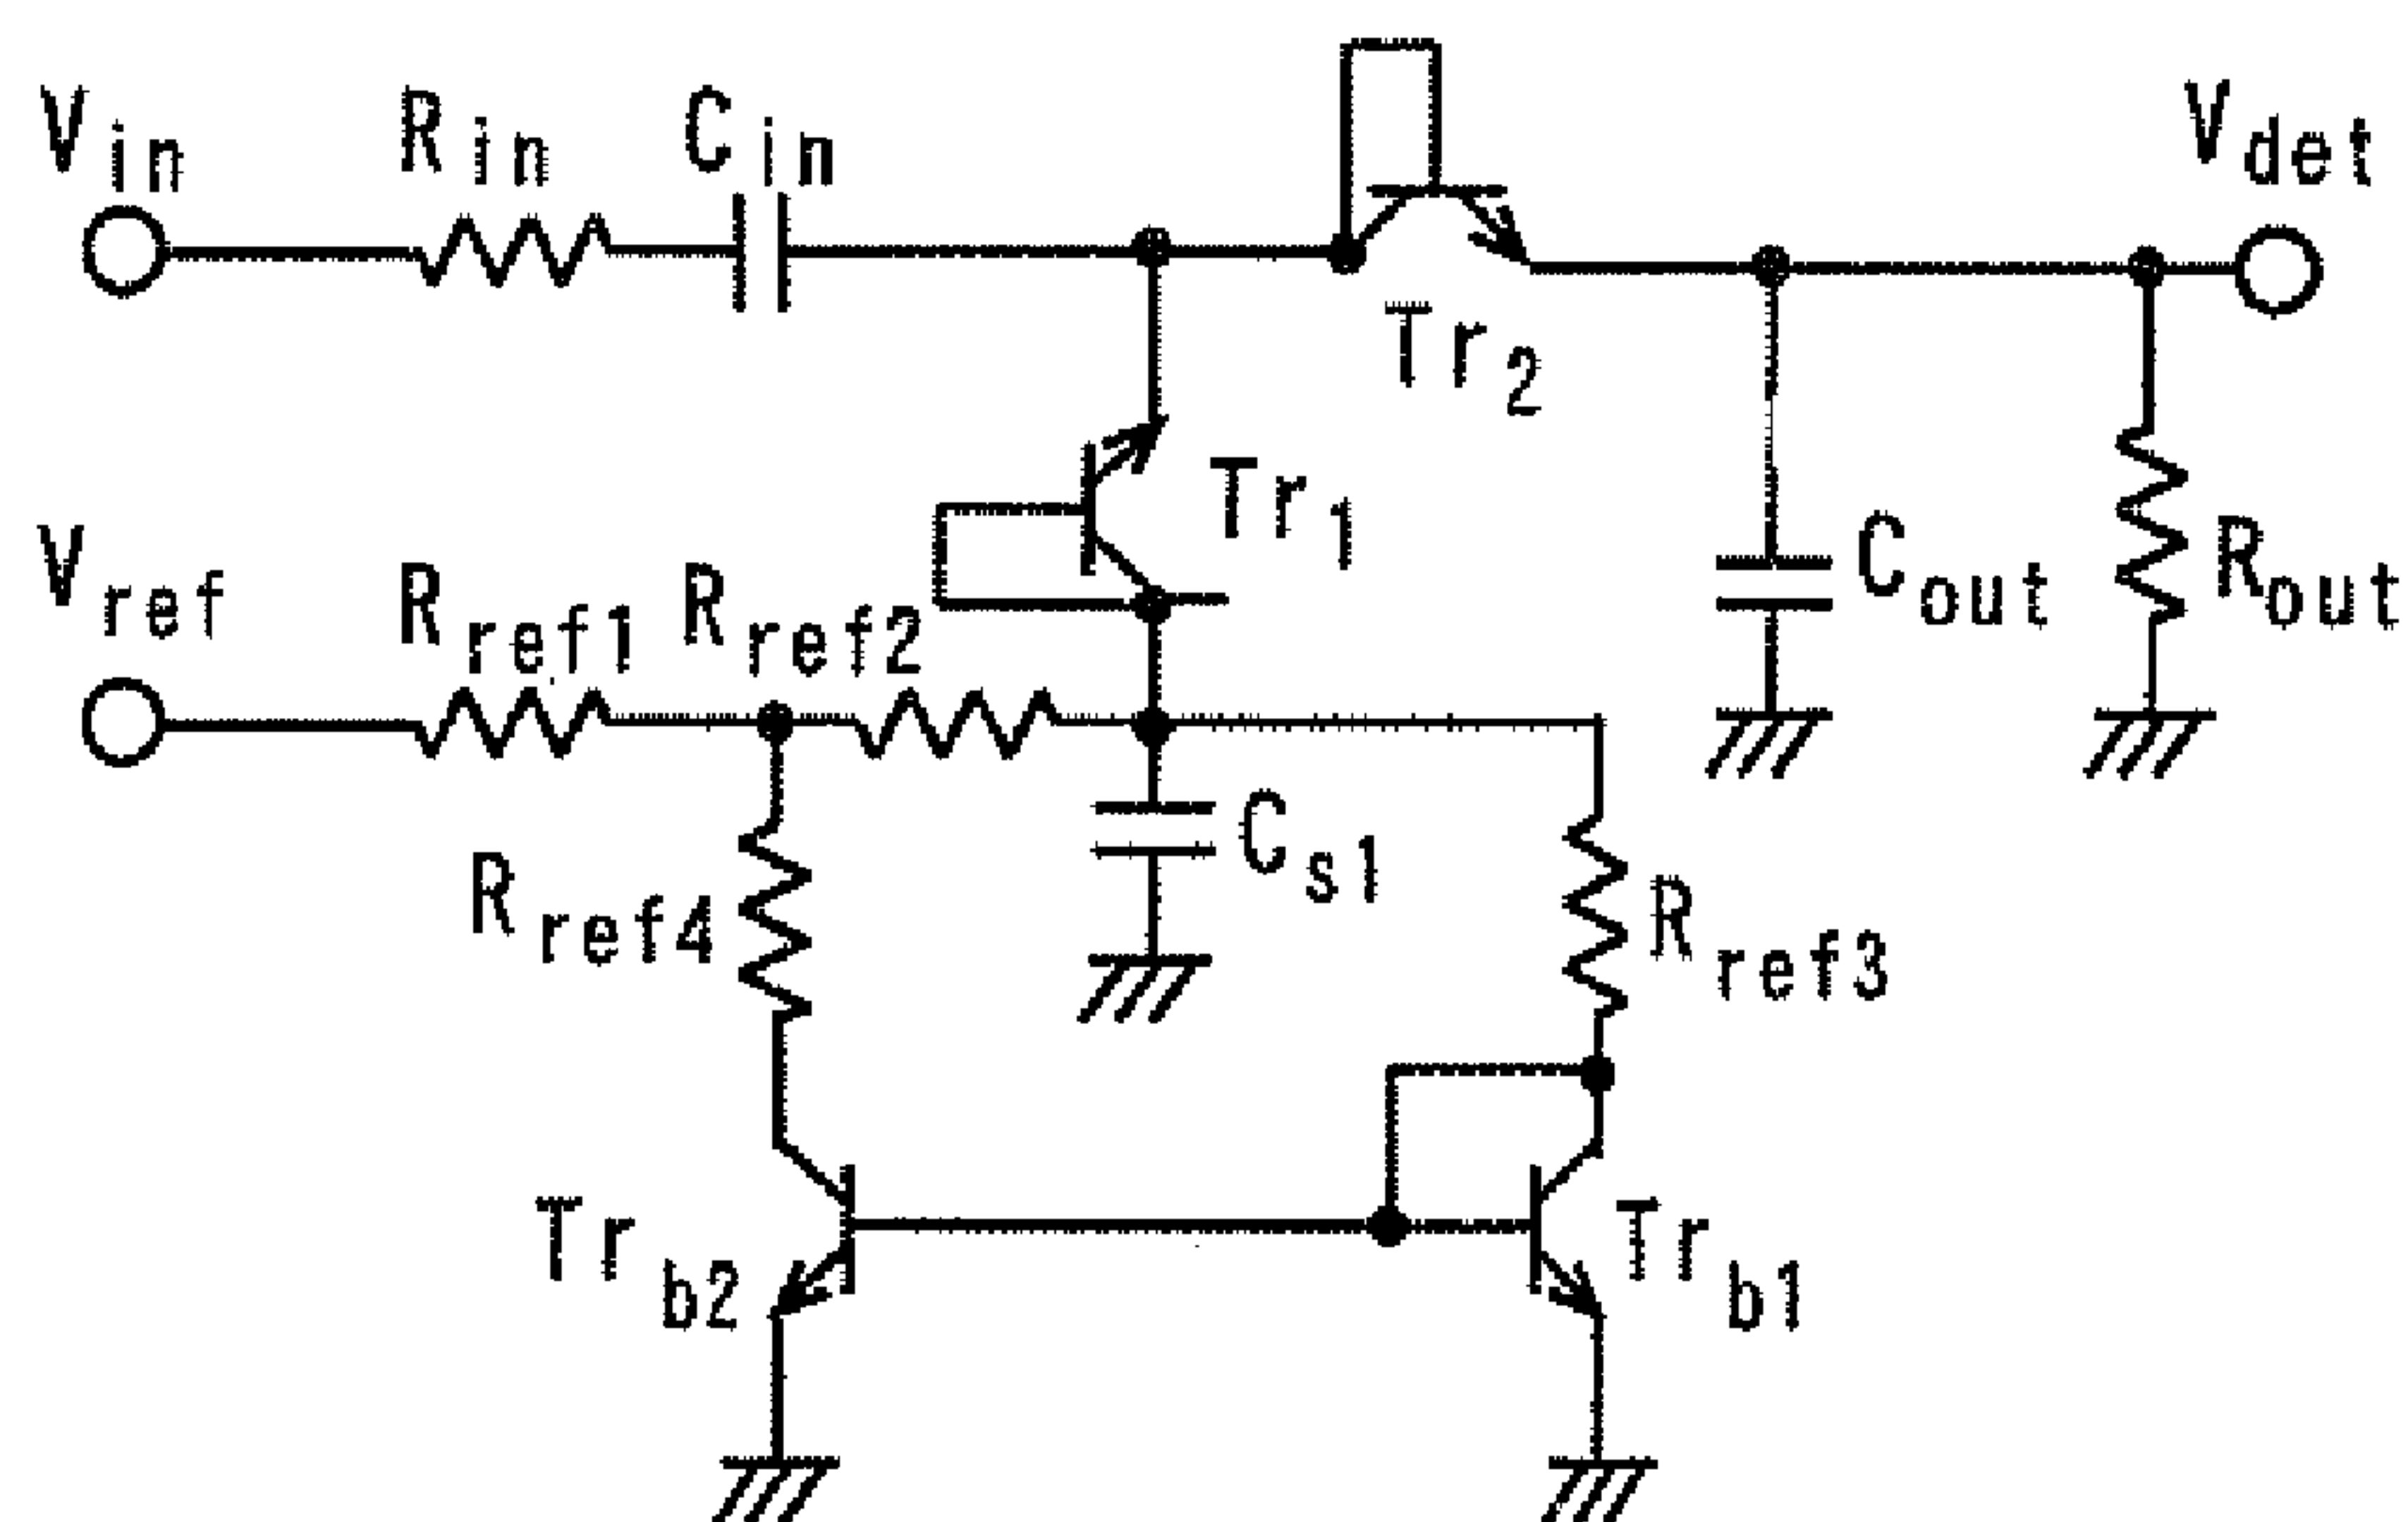 Vin Rin Cin Vdet
Tr2
Tr1
Vref Rref1 Rref2 Cout Rout
Cs1
Rref4 Rref3
Trb2 Trb1